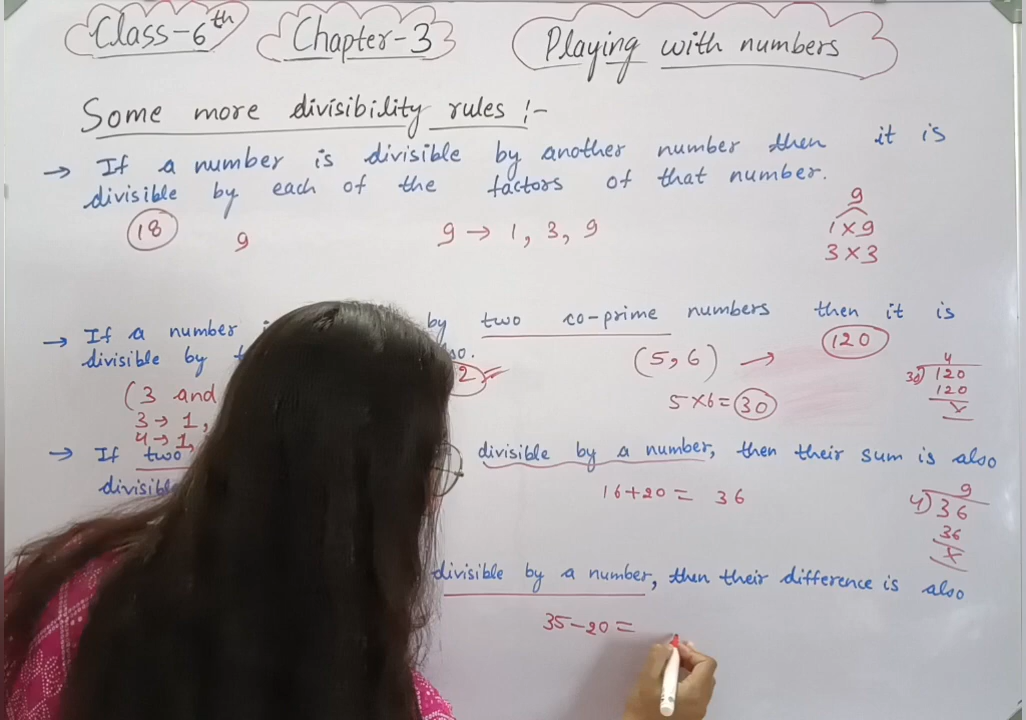 Class-6th Chapter-3 Playing with numbers
Some more divisibility rules :-
→ If a number is divisible by another number then it is
divisible by each of the factors of that number.
18 9 9 → 1, 3, 9
9
1×9
3×3
→ If a number by two co-prime numbers then it is
divisible by
(3 and (5,6) → 120
3→ 1, 5×6=30
4→1,
4
30)120
120
x
→ If two divisible by a number, then their sum is also
16+20= 36
9
4)36
36
x
divisible by a number, then their difference is also
35-20=